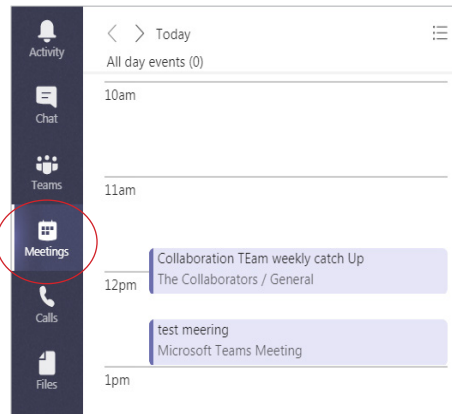 Activity
Chat
Teams
Meetings
Calls
Files
Today
All day events (0)
10am
11am
Collaboration TEam weekly catch Up
The Collaborators / General
12pm
test meering
Microsoft Teams Meeting
1pm